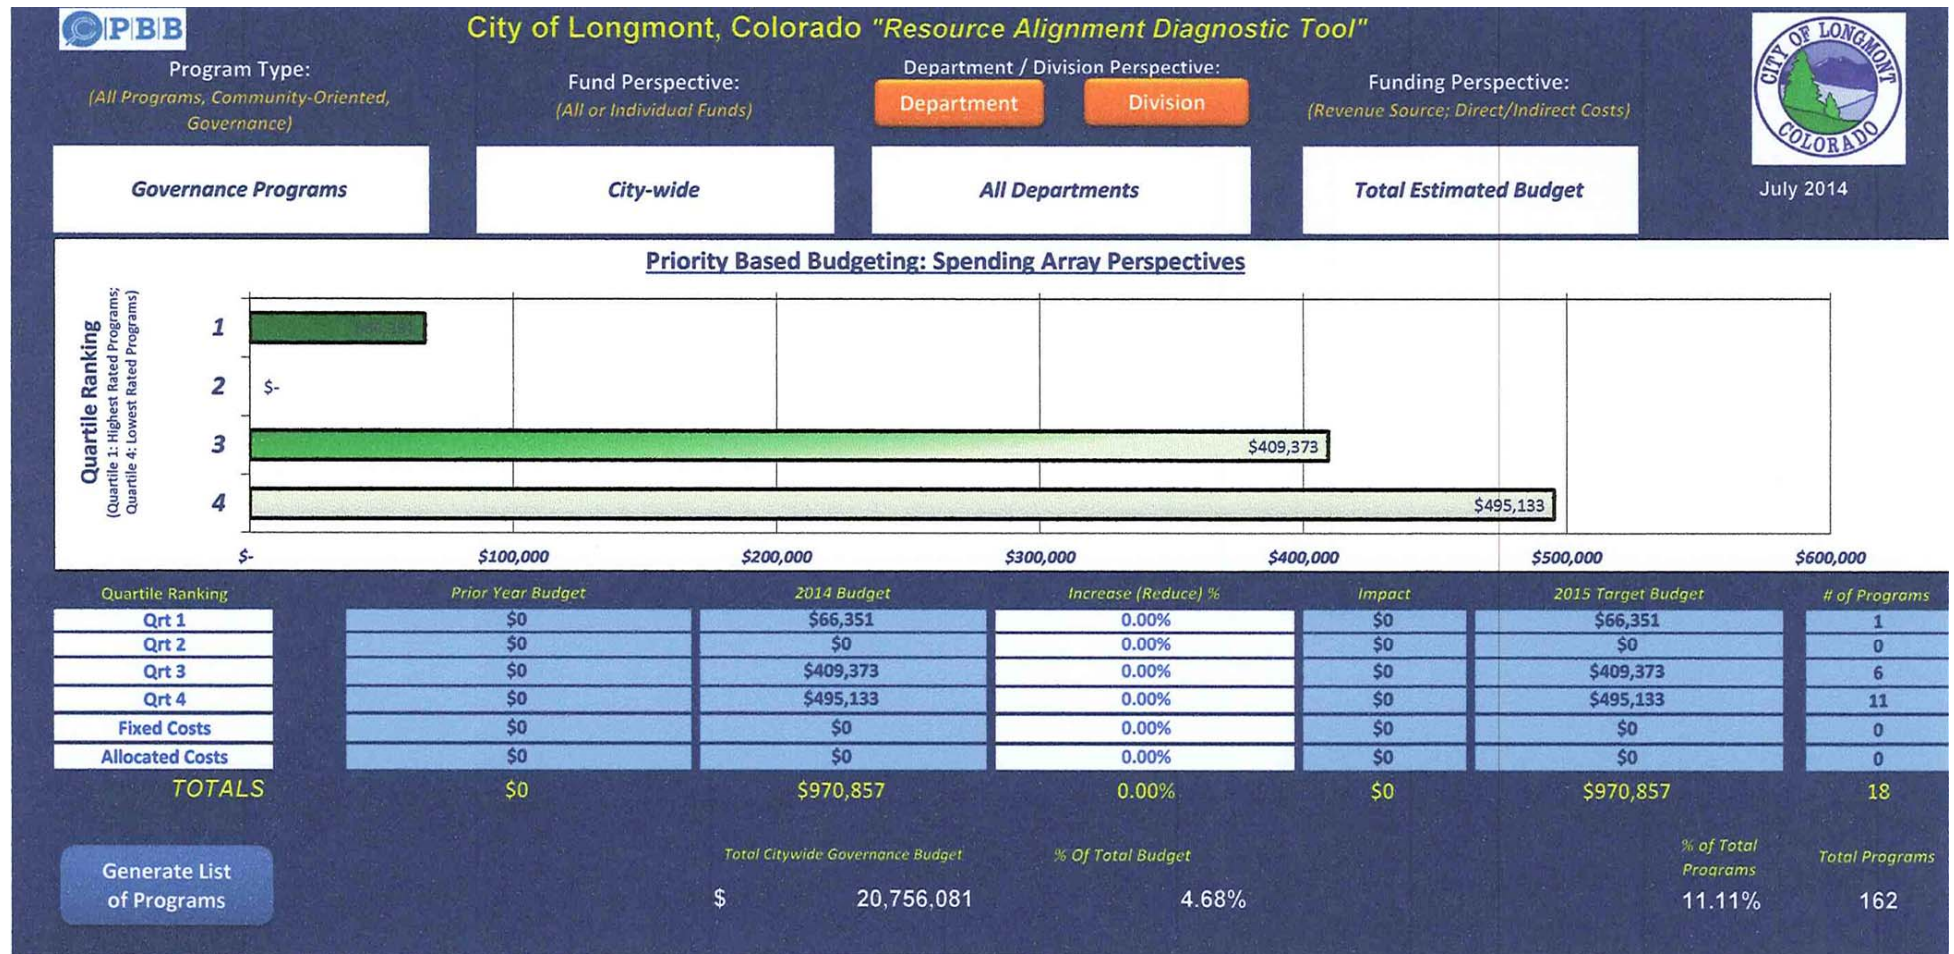 PBB
City of Longmont, Colorado "Resource Alignment Diagnostic Tool"
CITY OF LONGMONT
COLORADO
July 2014
Program Type:
(All Programs, Community-Oriented,
Governance)
Fund Perspective:
(All or Individual Funds)
Department / Division Perspective:
Department
Division
Funding Perspective:
(Revenue Source; Direct/Indirect Costs)
Governance Programs
City-wide
All Departments
Total Estimated Budget
Priority Based Budgeting: Spending Array Perspectives
Quartile Ranking
(Quartile 1: Highest Rated Programs;
Quartile 4: Lowest Rated Programs)
1
2 $-
3 $409,373
4 $495,133
$- $100,000 $200,000 $300,000 $400,000 $500,000 $600,000
Quartile Ranking Prior Year Budget 2014 Budget Increase (Reduce) % Impact 2015 Target Budget # of Programs
Qrt 1 $0 $66,351 0.00% $0 $66,351 1
Qrt 2 $0 $0 0.00% $0 $0 0
Qrt 3 $0 $409,373 0.00% $0 $409,373 6
Qrt 4 $0 $495,133 0.00% $0 $495,133 11
Fixed Costs $0 $0 0.00% $0 $0 0
Allocated Costs $0 $0 0.00% $0 $0 0
TOTALS $0 $970,857 0.00% $0 $970,857 18
Generate List
of Programs
Total Citywide Governance Budget
$ 20,756,081
% Of Total Budget
4.68%
% of Total
Programs
11.11%
Total Programs
162